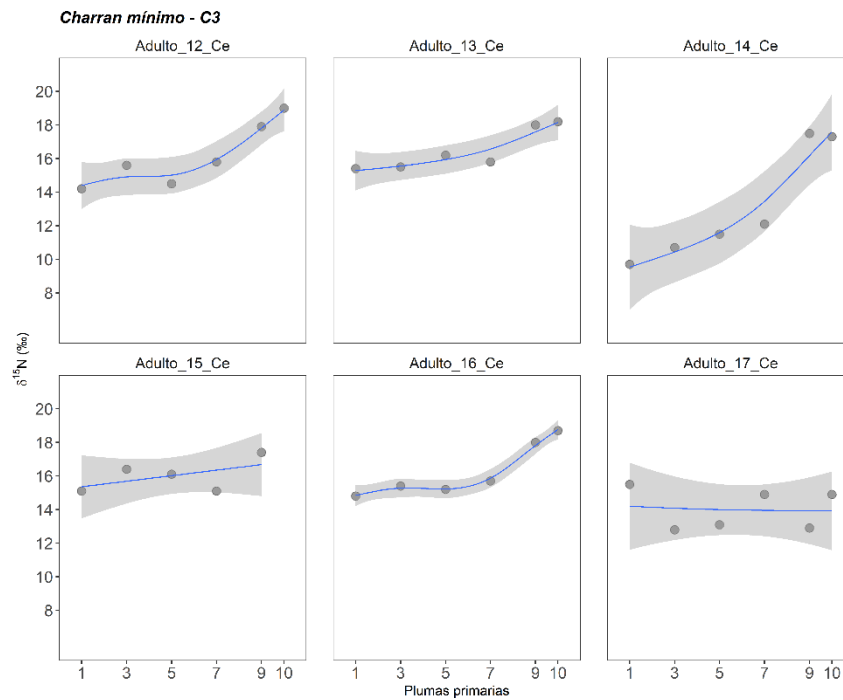 Charran mínimo - C3
Adulto_12_Ce
Adulto_13_Ce
Adulto_14_Ce
20
18
16
14
12
10
8
δ¹⁵N (‰)
Adulto_15_Ce
Adulto_16_Ce
Adulto_17_Ce
20
18
16
14
12
10
8
1 3 5 7 9 10
1 3 5 7 9 10
1 3 5 7 9 10
Plumas primarias